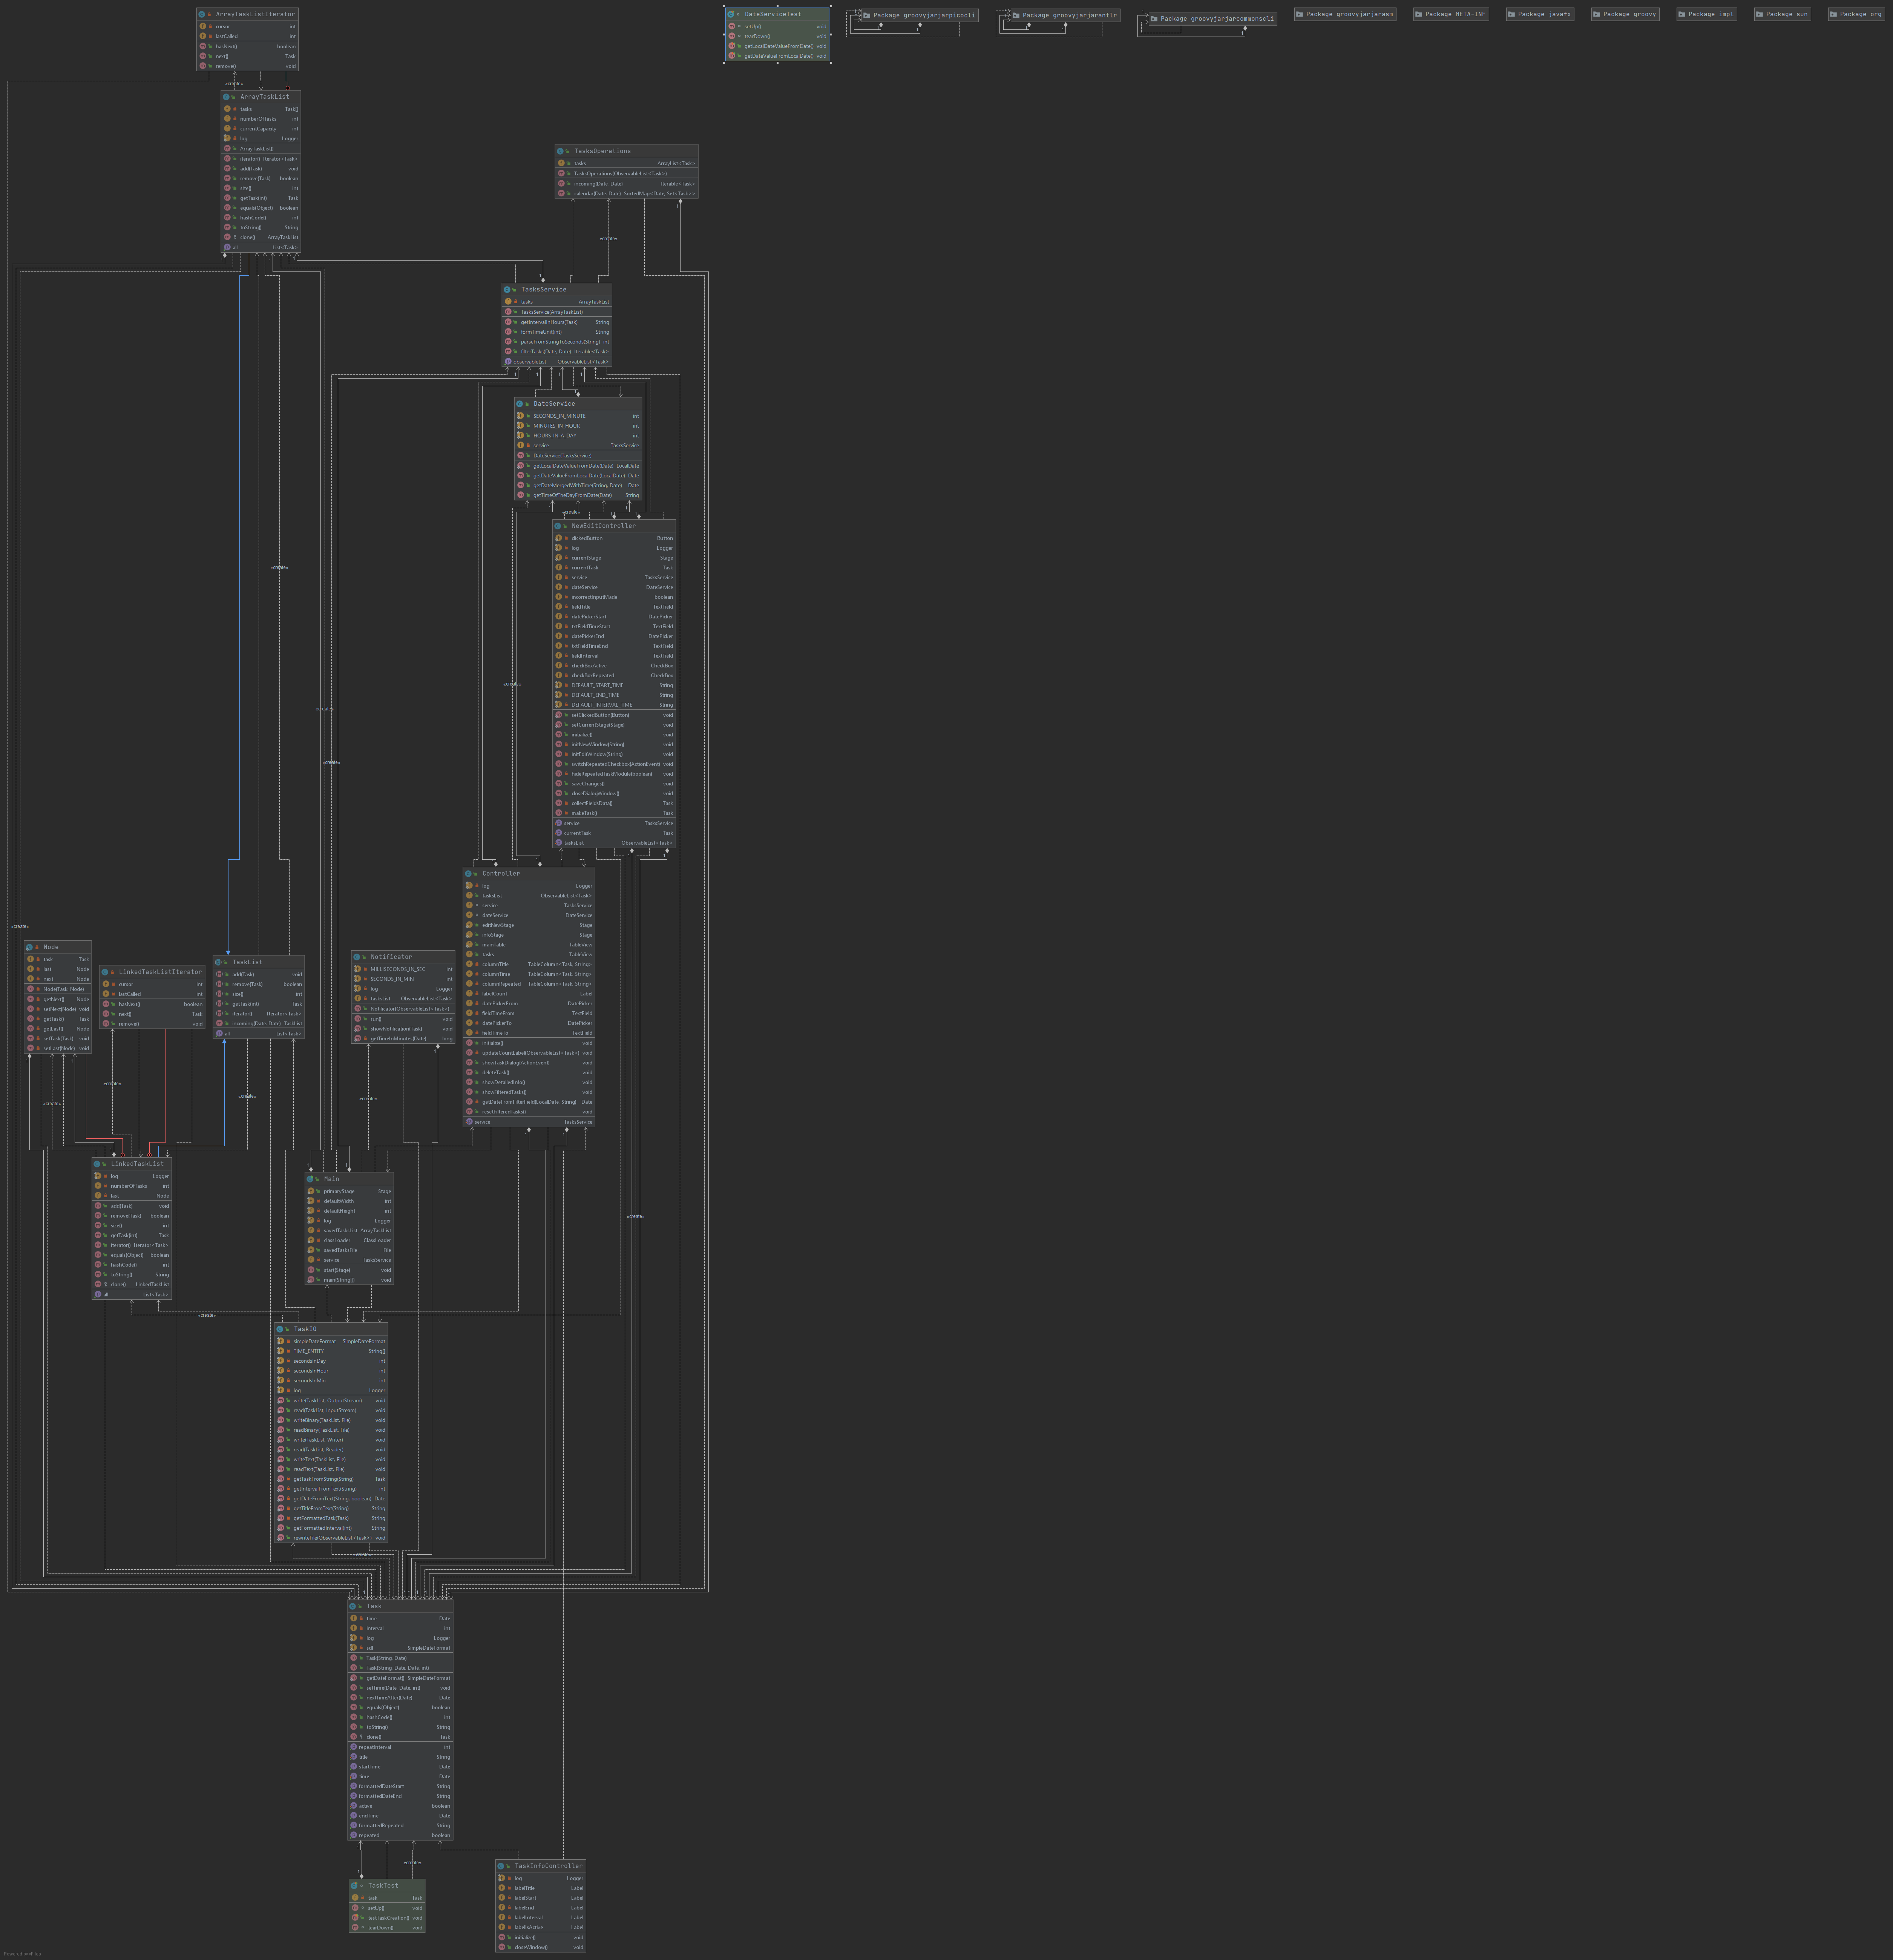 ArrayTaskListIterator
cursor int
lastCalled int
hasNext() boolean
next() Task
remove() void
DateServiceTest
setUp() void
tearDown() void
getLocalDateValueFromDate() void
getDateValueFromLocalDate() void
Package groovyjarjarpicocli
Package groovyjarjarantlr
Package groovyjarjarcommonscli
Package groovyjarjarasm
Package META-INF
Package javafx
Package groovy
Package impl
Package sun
Package org
«create»
ArrayTaskList
tasks Task[]
numberOfTasks int
currentCapacity int
log Logger
ArrayTaskList()
iterator() Iterator<Task>
add(Task) void
remove(Task) boolean
size() int
getTask(int) Task
equals(Object) boolean
hashCode() int
toString() String
clone() ArrayTaskList
all List<Task>
TasksOperations
tasks ArrayList<Task>
TasksOperations(ObservableList<Task>)
incoming(Date, Date) Iterable<Task>
calendar(Date, Date) SortedMap<Date, Set<Task>>
«create»
TasksService
tasks ArrayTaskList
TasksService(ArrayTaskList)
getIntervalInHours(Task) String
formTimeUnit(int) String
parseFromStringToSeconds(String) int
filterTasks(Date, Date) Iterable<Task>
observableList ObservableList<Task>
DateService
SECONDS_IN_MINUTE int
MINUTES_IN_HOUR int
HOURS_IN_A_DAY int
service TasksService
DateService(TasksService)
getLocalDateValueFromDate(Date) LocalDate
getDateValueFromLocalDate(LocalDate) Date
getDateMergedWithTime(String, Date) Date
getTimeOfTheDayFromDate(Date) String
«create»
NewEditController
clickedButton Button
log Logger
currentStage Stage
currentTask Task
service TasksService
dateService DateService
incorrectInputMade boolean
fieldTitle TextField
datePickerStart DatePicker
txtFieldTimeStart TextField
datePickerEnd DatePicker
txtFieldTimeEnd TextField
fieldInterval TextField
checkBoxActive CheckBox
checkBoxRepeated CheckBox
DEFAULT_START_TIME String
DEFAULT_END_TIME String
DEFAULT_INTERVAL_TIME String
setClickedButton(Button) void
setCurrentStage(Stage) void
initialize() void
initNewWindow(String) void
initEditWindow(String) void
switchRepeatedCheckbox(ActionEvent) void
hideRepeatedTaskModule(boolean) void
saveChanges() void
closeDialogWindow() void
collectFieldsData() Task
makeTask() Task
service TasksService
currentTask Task
tasksList ObservableList<Task>
«create»
«create»
«create»
«create»
Controller
log Logger
tasksList ObservableList<Task>
service TasksService
dateService DateService
editNewStage Stage
infoStage Stage
mainTable TableView
tasks TableView
columnTitle TableColumn<Task, String>
columnTime TableColumn<Task, String>
columnRepeated TableColumn<Task, String>
labelCount Label
datePickerFrom DatePicker
fieldTimeFrom TextField
datePickerTo DatePicker
fieldTimeTo TextField
initialize() void
updateCountLabel(ObservableList<Task>) void
showTaskDialog(ActionEvent) void
deleteTask() void
showDetailedInfo() void
showFilteredTasks() void
getDateFromFilterField(LocalDate, String) Date
resetFilteredTasks() void
service TasksService
«create»
Node
task Task
last Node
next Node
Node(Task, Node)
getNext() Node
setNext(Node) void
getTask() Task
getLast() Node
setTask(Task) void
setLast(Node) void
LinkedTaskListIterator
cursor int
lastCalled int
hasNext() boolean
next() Task
remove() void
TaskList
add(Task) void
remove(Task) boolean
size() int
getTask(int) Task
iterator() Iterator<Task>
incoming(Date, Date) TaskList
all List<Task>
Notificator
MILLISECONDS_IN_SEC int
SECONDS_IN_MIN int
log Logger
tasksList ObservableList<Task>
Notificator(ObservableList<Task>)
run() void
showNotification(Task) void
getTimeInMinutes(Date) long
«create»
«create»
«create»
«create»
LinkedTaskList
log Logger
numberOfTasks int
last Node
add(Task) void
remove(Task) boolean
size() int
getTask(int) Task
iterator() Iterator<Task>
equals(Object) boolean
hashCode() int
toString() String
clone() LinkedTaskList
all List<Task>
Main
primaryStage Stage
defaultWidth int
defaultHeight int
log Logger
savedTasksList ArrayTaskList
classLoader ClassLoader
savedTasksFile File
service TasksService
start(Stage) void
main(String[]) void
«create»
«create»
TaskIO
simpleDateFormat SimpleDateFormat
TIME_ENTITY String[]
secondsInDay int
secondsInHour int
secondsInMin int
log Logger
write(TaskList, OutputStream) void
read(TaskList, InputStream) void
writeBinary(TaskList, File) void
readBinary(TaskList, File) void
write(TaskList, Writer) void
read(TaskList, Reader) void
writeText(TaskList, File) void
readText(TaskList, File) void
getTaskFromString(String) Task
getIntervalFromText(String) int
getDateFromText(String, boolean) Date
getTitleFromText(String) String
getFormattedTask(Task) String
getFormattedInterval(int) String
rewriteFile(ObservableList<Task>) void
«create»
Task
time Date
interval int
log Logger
sdf SimpleDateFormat
Task(String, Date)
Task(String, Date, Date, int)
getDateFormat() SimpleDateFormat
setTime(Date, Date, int) void
nextTimeAfter(Date) Date
equals(Object) boolean
hashCode() int
toString() String
clone() Task
repeatInterval int
title String
startTime Date
time Date
formattedDateStart String
formattedDateEnd String
active boolean
endTime Date
formattedRepeated String
repeated boolean
«create»
TaskTest
task Task
setUp() void
testTaskCreation() void
tearDown() void
TaskInfoController
log Logger
labelTitle Label
labelStart Label
labelEnd Label
labelInterval Label
labelIsActive Label
initialize() void
closeWindow() void
Powered by yFiles